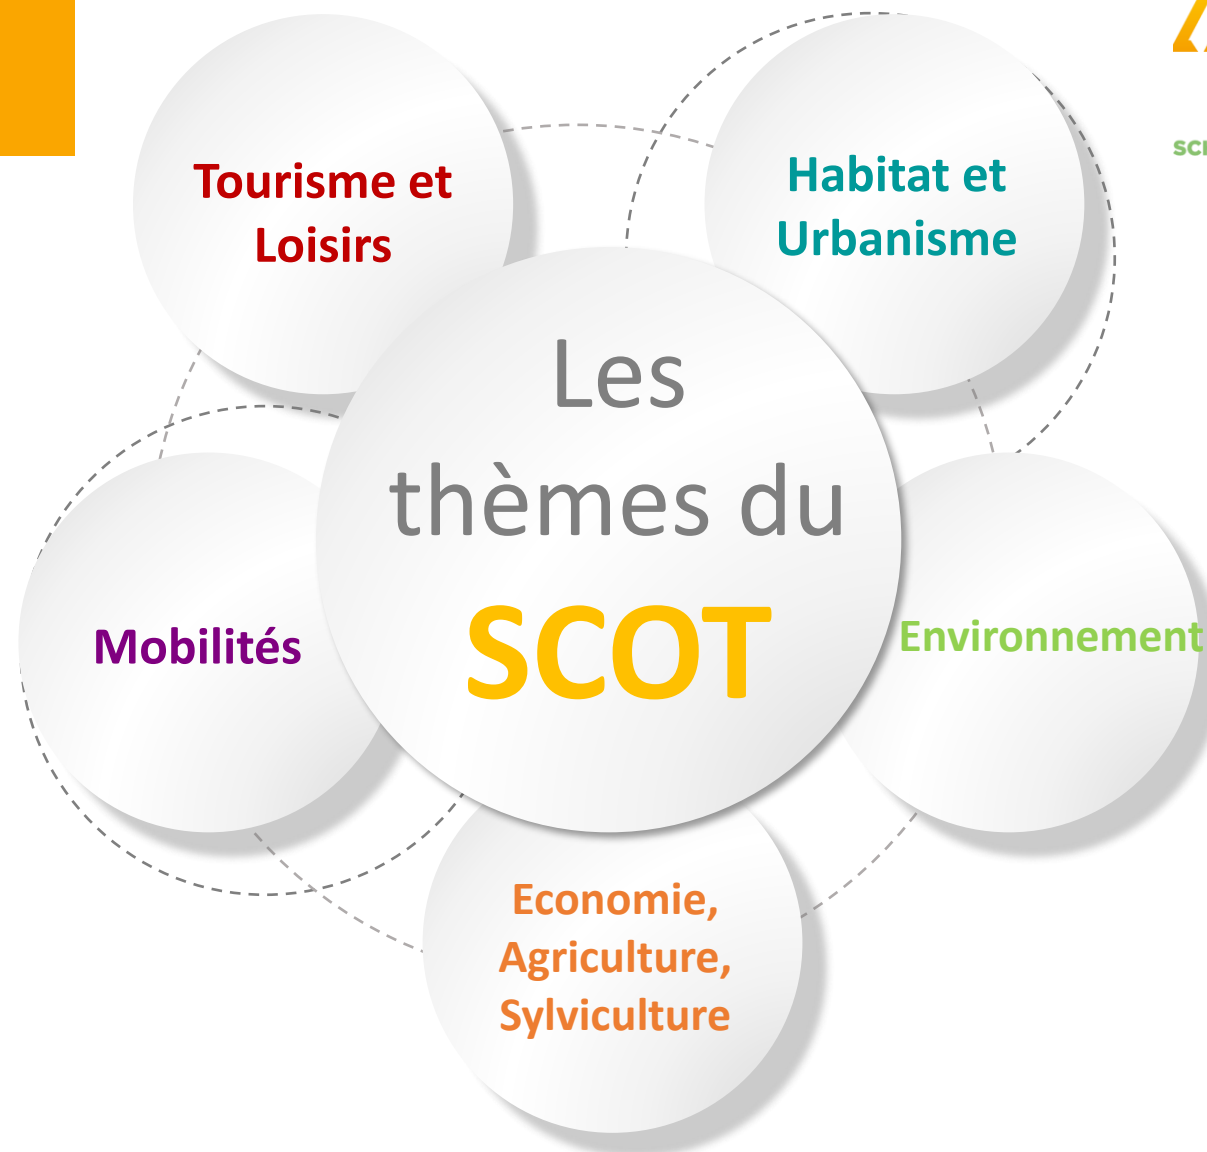 Tourisme et
Loisirs
Habitat et
Urbanisme
Les
thèmes du
SCOT
Mobilités
Environnement
Economie,
Agriculture,
Sylviculture